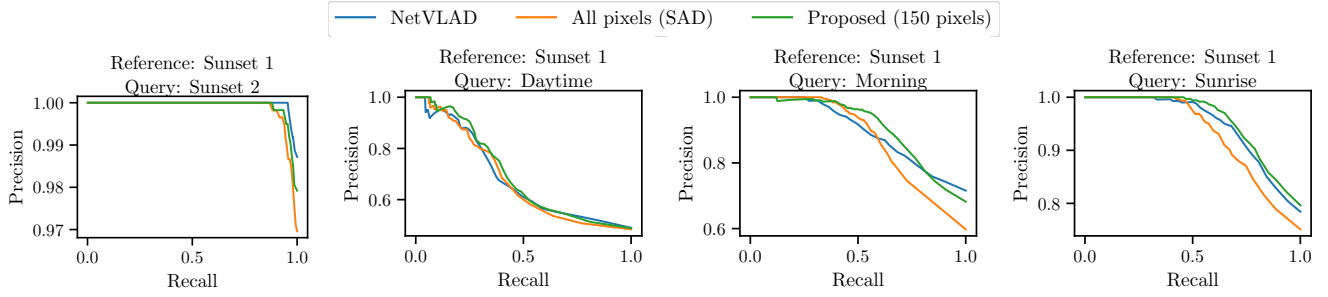 NetVLAD All pixels (SAD) Proposed (150 pixels)
Reference: Sunset 1
Query: Sunset 2
1.00
0.99
0.98
0.97
Precision
0.0 0.5 1.0
Recall
Reference: Sunset 1
Query: Daytime
1.0
0.8
0.6
Precision
0.0 0.5 1.0
Recall
Reference: Sunset 1
Query: Morning
1.0
0.8
0.6
Precision
0.0 0.5 1.0
Recall
Reference: Sunset 1
Query: Sunrise
1.0
0.9
0.8
Precision
0.0 0.5 1.0
Recall